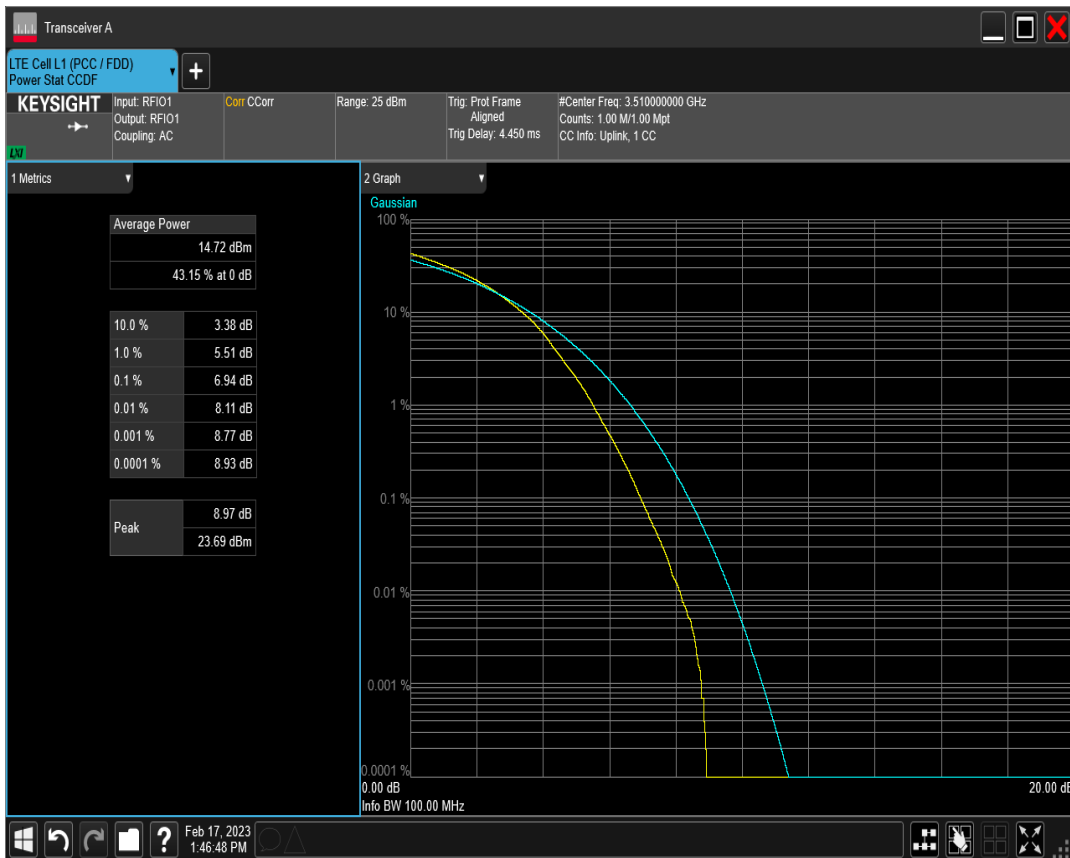 Transceiver A
LTE Cell L1 (PCC / FDD)
Power Stat CCDF
KEYSIGHT
LXI
Input: RFIO1
Output: RFIO1
Coupling: AC
Corr CCorr
Range: 25 dBm
Trig: Prot Frame
Aligned
Trig Delay: 4.450 ms
#Center Freq: 3.510000000 GHz
Counts: 1.00 M/1.00 Mpt
CC Info: Uplink, 1 CC
1 Metrics
Average Power
14.72 dBm
43.15 % at 0 dB
10.0 % 3.38 dB
1.0 % 5.51 dB
0.1 % 6.94 dB
0.01 % 8.11 dB
0.001 % 8.77 dB
0.0001 % 8.93 dB
Peak
8.97 dB
23.69 dBm
2 Graph
Gaussian
100 %
10 %
1 %
0.1 %
0.01 %
0.001 %
0.0001 %
0.00 dB 20.00 dB
Info BW 100.00 MHz
? Feb 17, 2023
1:46:48 PM